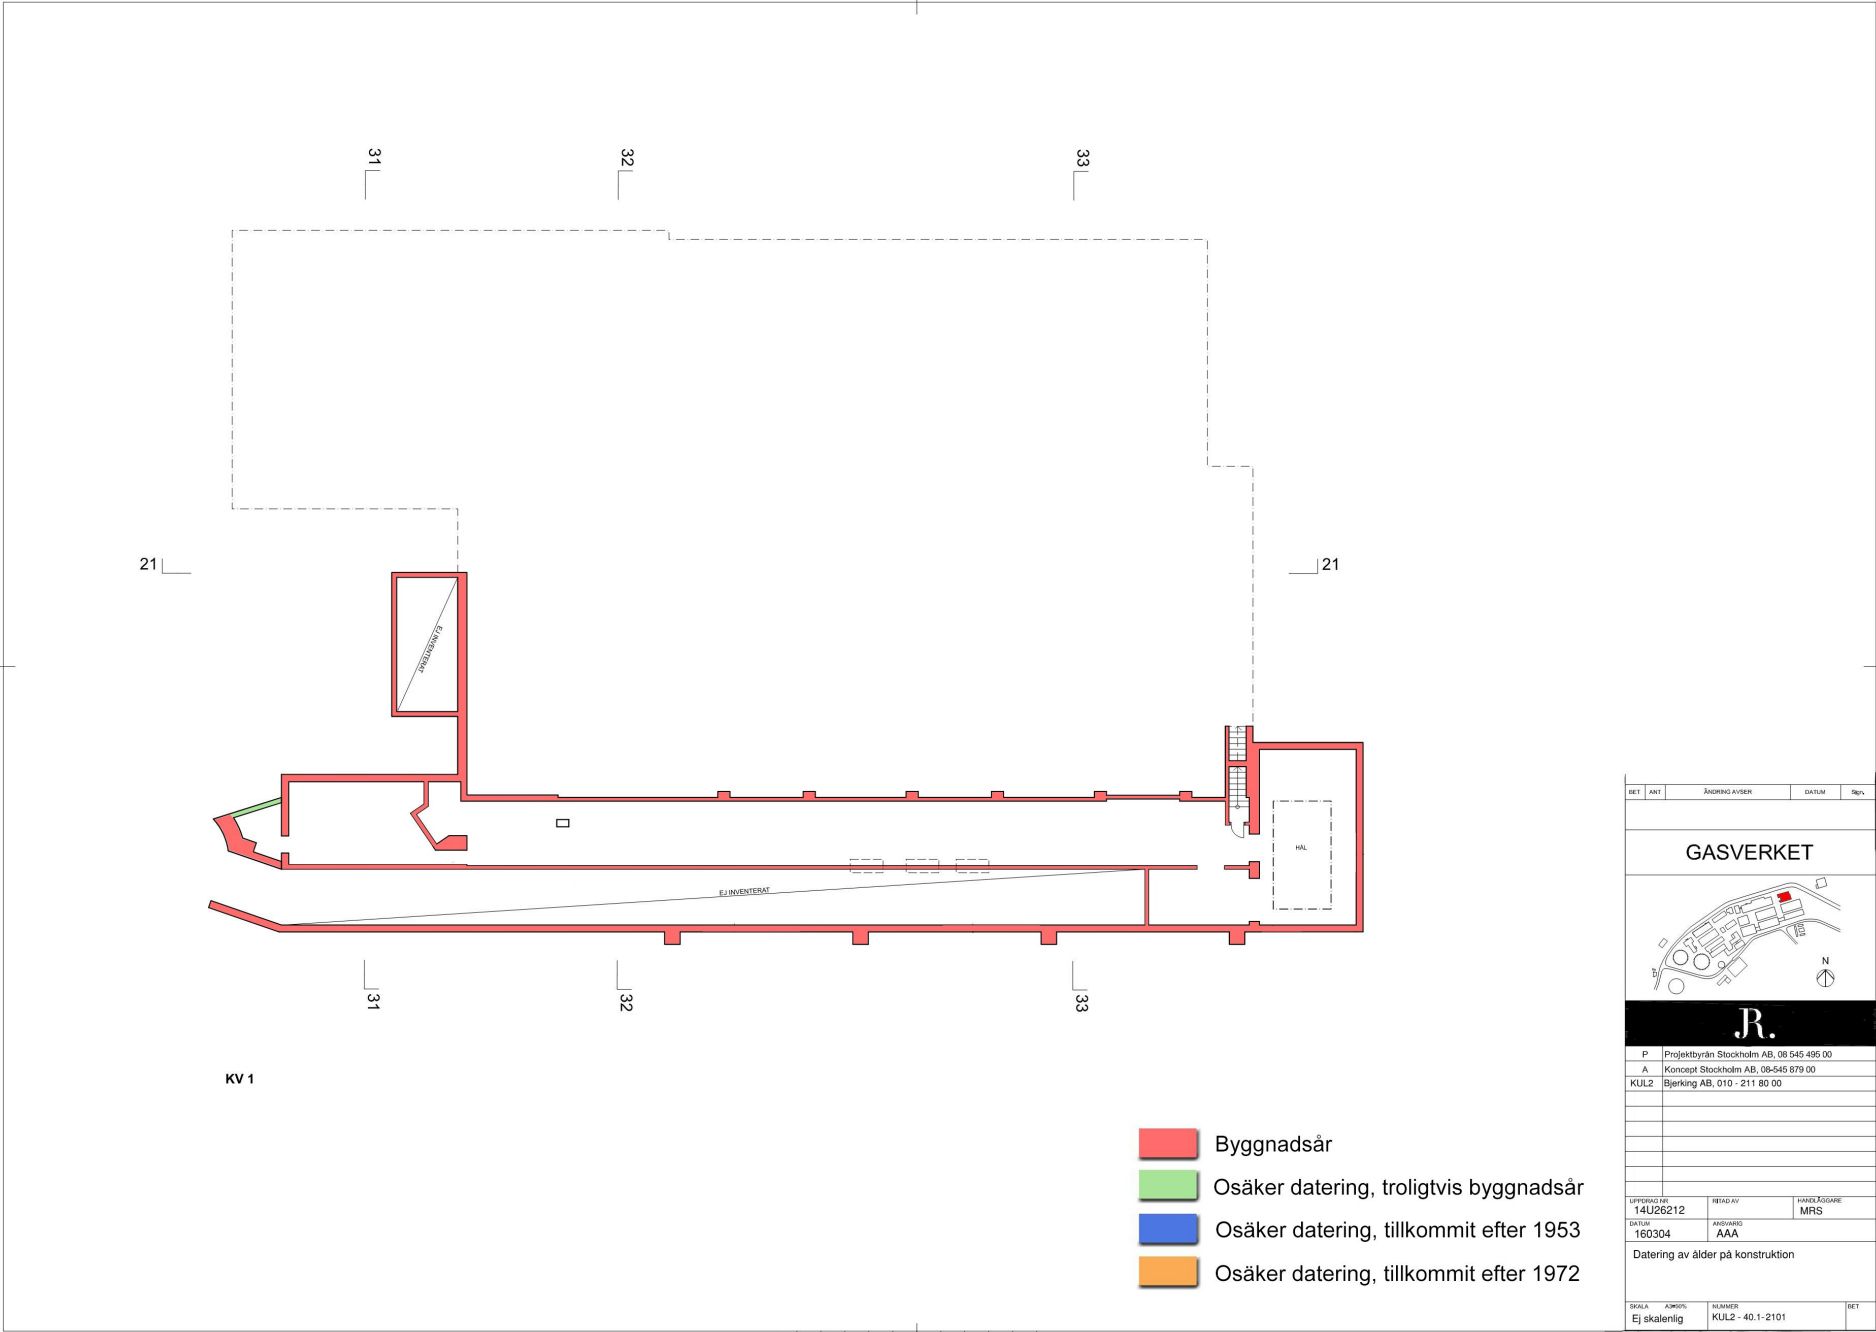 31
32
33
21
21
EJ INVENTERAT
HÅL
EJ INVENTERAT
31
32
33
KV 1
Byggnadsår
Osäker datering, troligtvis byggnadsår
Osäker datering, tillkommit efter 1953
Osäker datering, tillkommit efter 1972
BET ANT ÄNDRING AVSER DATUM Sign.
GASVERKET
N
JR.
P Projektbyrån Stockholm AB, 08 545 495 00
A Koncept Stockholm AB, 08-545 879 00
KUL2 Bjerking AB, 010 - 211 80 00
UPPDRAG NR RITAD AV HANDLÄGGARE
14U26212 MRS
DATUM ANSVARIG
160304 AAA
Datering av ålder på konstruktion
SKALA A3=50% NUMMER BET
Ej skalenlig KUL2 - 40.1-2101